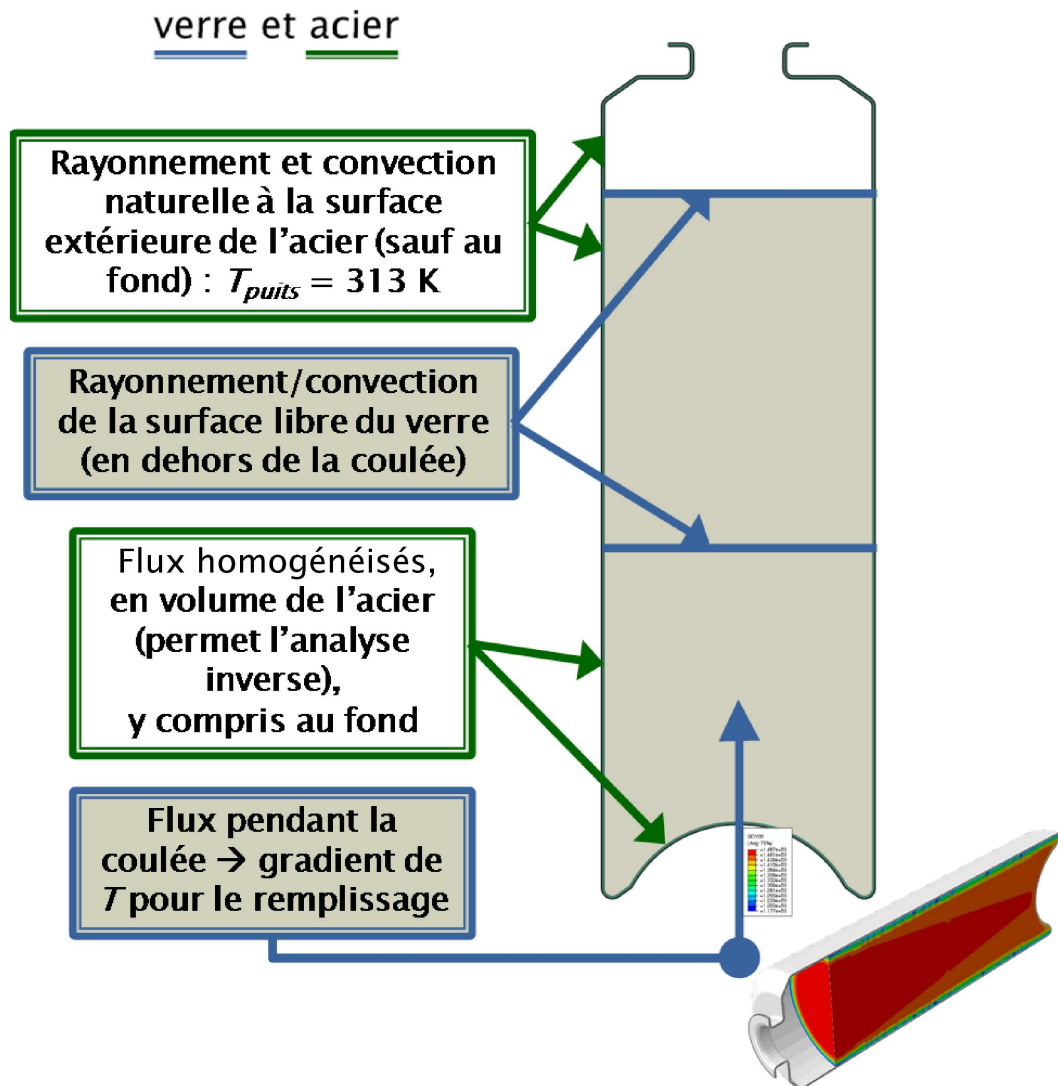 verre et acier
Rayonnement et convection
naturelle à la surface
extérieure de l'acier (sauf au
fond) : Tpuits = 313 K
Rayonnement/convection
de la surface libre du verre
(en dehors de la coulée)
Flux homogénéisés,
en volume de l'acier
(permet l'analyse
inverse),
y compris au fond
Flux pendant la
coulée → gradient de
T pour le remplissage